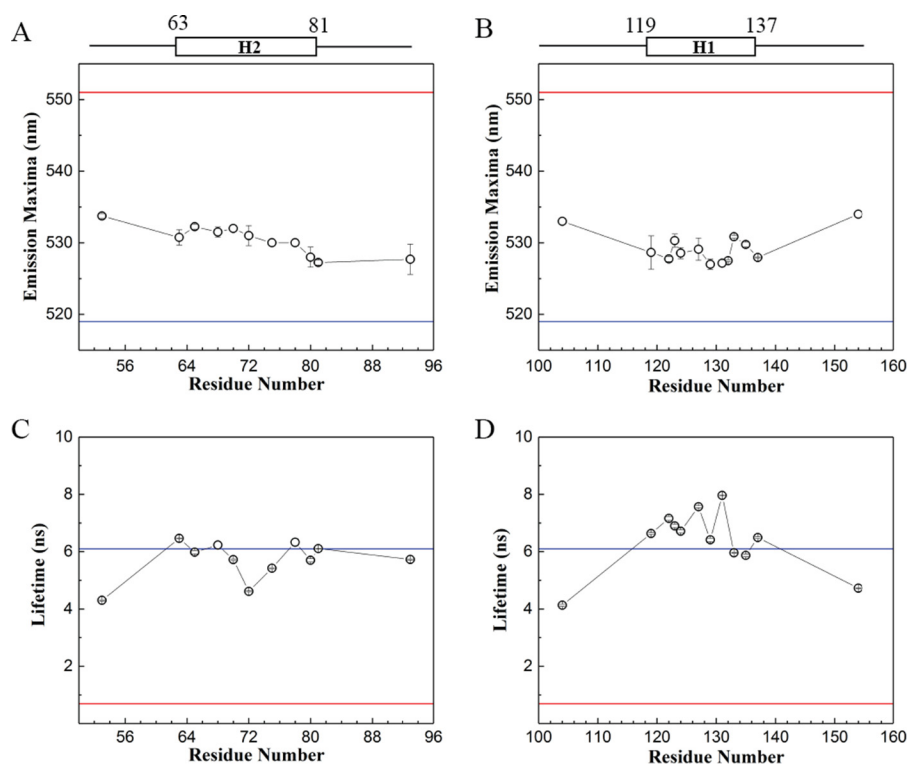 A
63
81
H2
B
119
137
H1
Emission Maxima (nm)
550
540
530
520
56 64 72 80 88 96
Residue Number
Emission Maxima (nm)
550
540
530
520
100 110 120 130 140 150 160
Residue Number
C
Lifetime (ns)
10
8
6
4
2
56 64 72 80 88 96
Residue Number
D
Lifetime (ns)
10
8
6
4
2
100 110 120 130 140 150 160
Residue Number